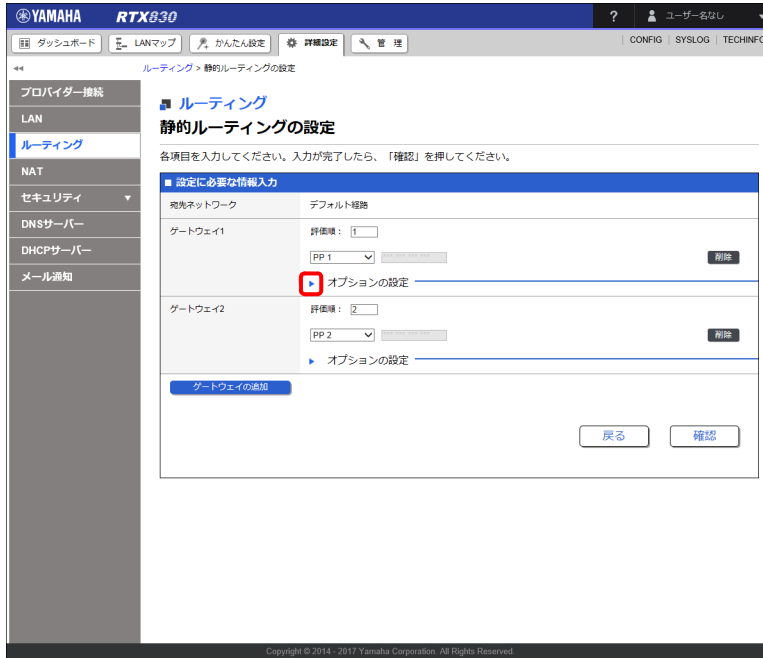 YAMAHA RTX830 ? ユーザー名なし
ダッシュボード LANマップ かんたん設定 詳細設定 管 理 CONFIG SYSLOG TECHINFO
ルーティング > 静的ルーティングの設定
プロバイダー接続
LAN
ルーティング
NAT
セキュリティ
DNSサーバー
DHCPサーバー
メール通知
ルーティング
静的ルーティングの設定
各項目を入力してください。入力が完了したら、「確認」を押してください。
■ 設定に必要な情報入力
宛先ネットワーク デフォルト経路
ゲートウェイ1 評価順： 1
PP 1 削除
オプションの設定
ゲートウェイ2 評価順： 2
PP 2 削除
オプションの設定
ゲートウェイの追加
戻る 確認
Copyright © 2014 - 2017 Yamaha Corporation. All Rights Reserved.